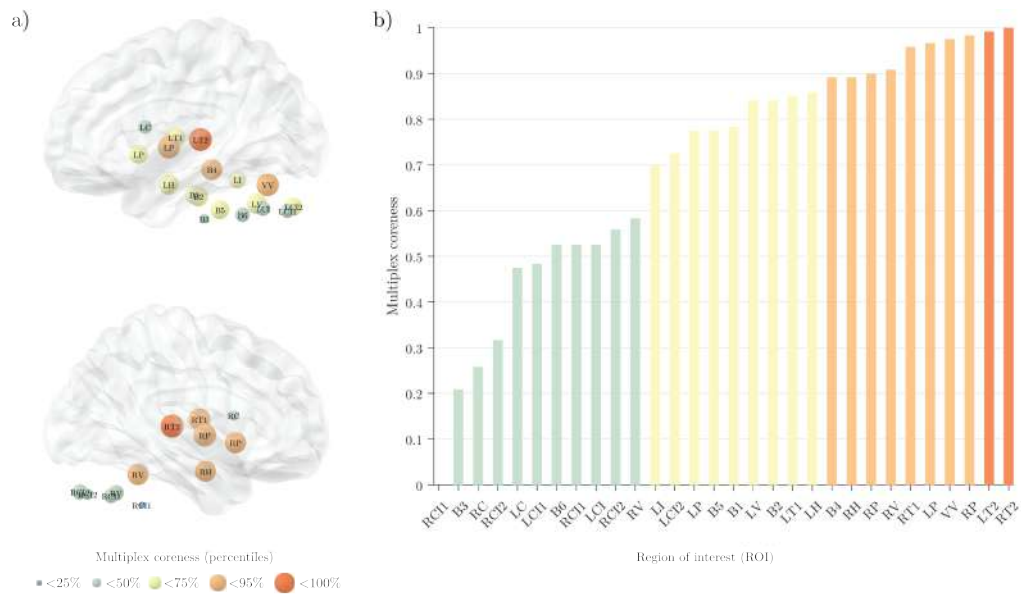 a)
LC
LT1
LT2
LP
LP
B4
LH
LI
VV
B2
B5
LV
B3
B6
LCI1
LCI2
RC
RT1
RT2
RP
RP
RV
RH
RV
b)
Multiplex coreness
1
0.9
0.8
0.7
0.6
0.5
0.4
0.3
0.2
0.1
0
RCI1 B3 RC RCI2 LC LCI1 B6 RCI1 LCI RCI2 RV LI LCI2 LP B5 B1 LV B2 LT1 LH B4 RH RP RV RT1 LP VV RP LT2 RT2
Region of interest (ROI)
Multiplex coreness (percentiles)
<25% <50% <75% <95% <100%